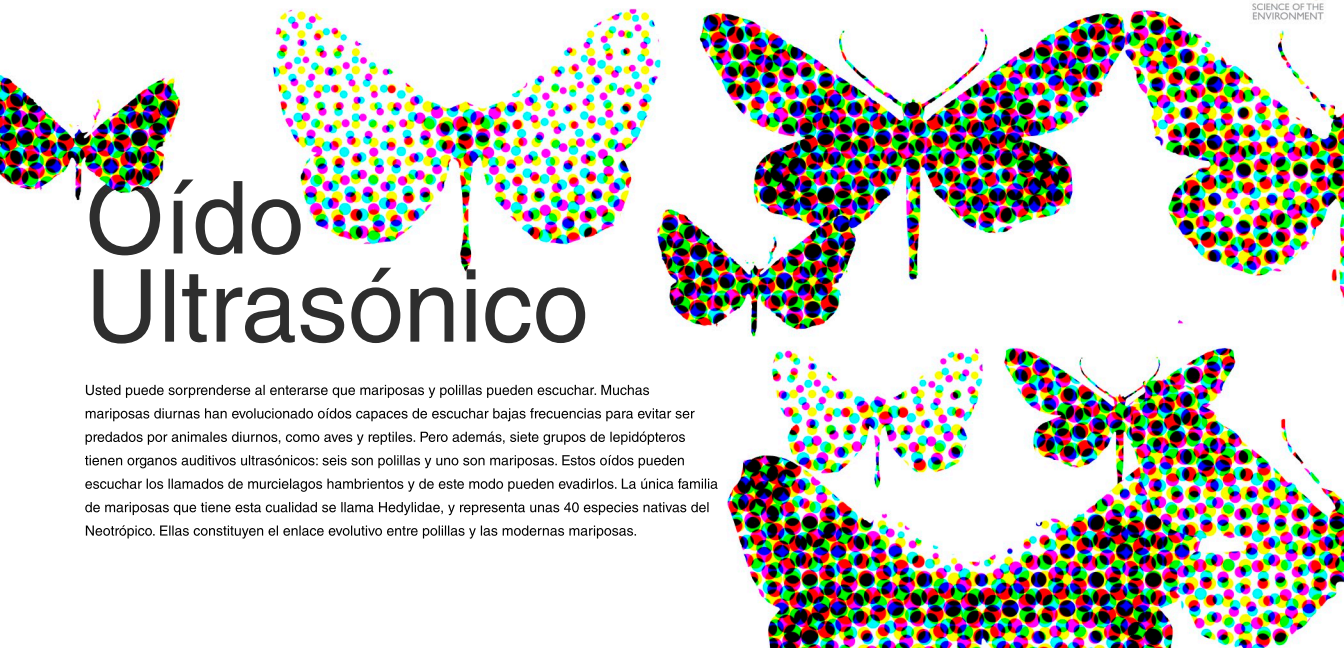 SCIENCE OF THE
ENVIRONMENT
Oído
Ultrasónico
Usted puede sorprenderse al enterarse que mariposas y polillas pueden escuchar. Muchas
mariposas diurnas han evolucionado oídos capaces de escuchar bajas frecuencias para evitar ser
predados por animales diurnos, como aves y reptiles. Pero además, siete grupos de lepidópteros
tienen organos auditivos ultrasónicos: seis son polillas y uno son mariposas. Estos oídos pueden
escuchar los llamados de murcielagos hambrientos y de este modo pueden evadirlos. La única familia
de mariposas que tiene esta cualidad se llama Hedylidae, y representa unas 40 especies nativas del
Neotrópico. Ellas constituyen el enlace evolutivo entre polillas y las modernas mariposas.